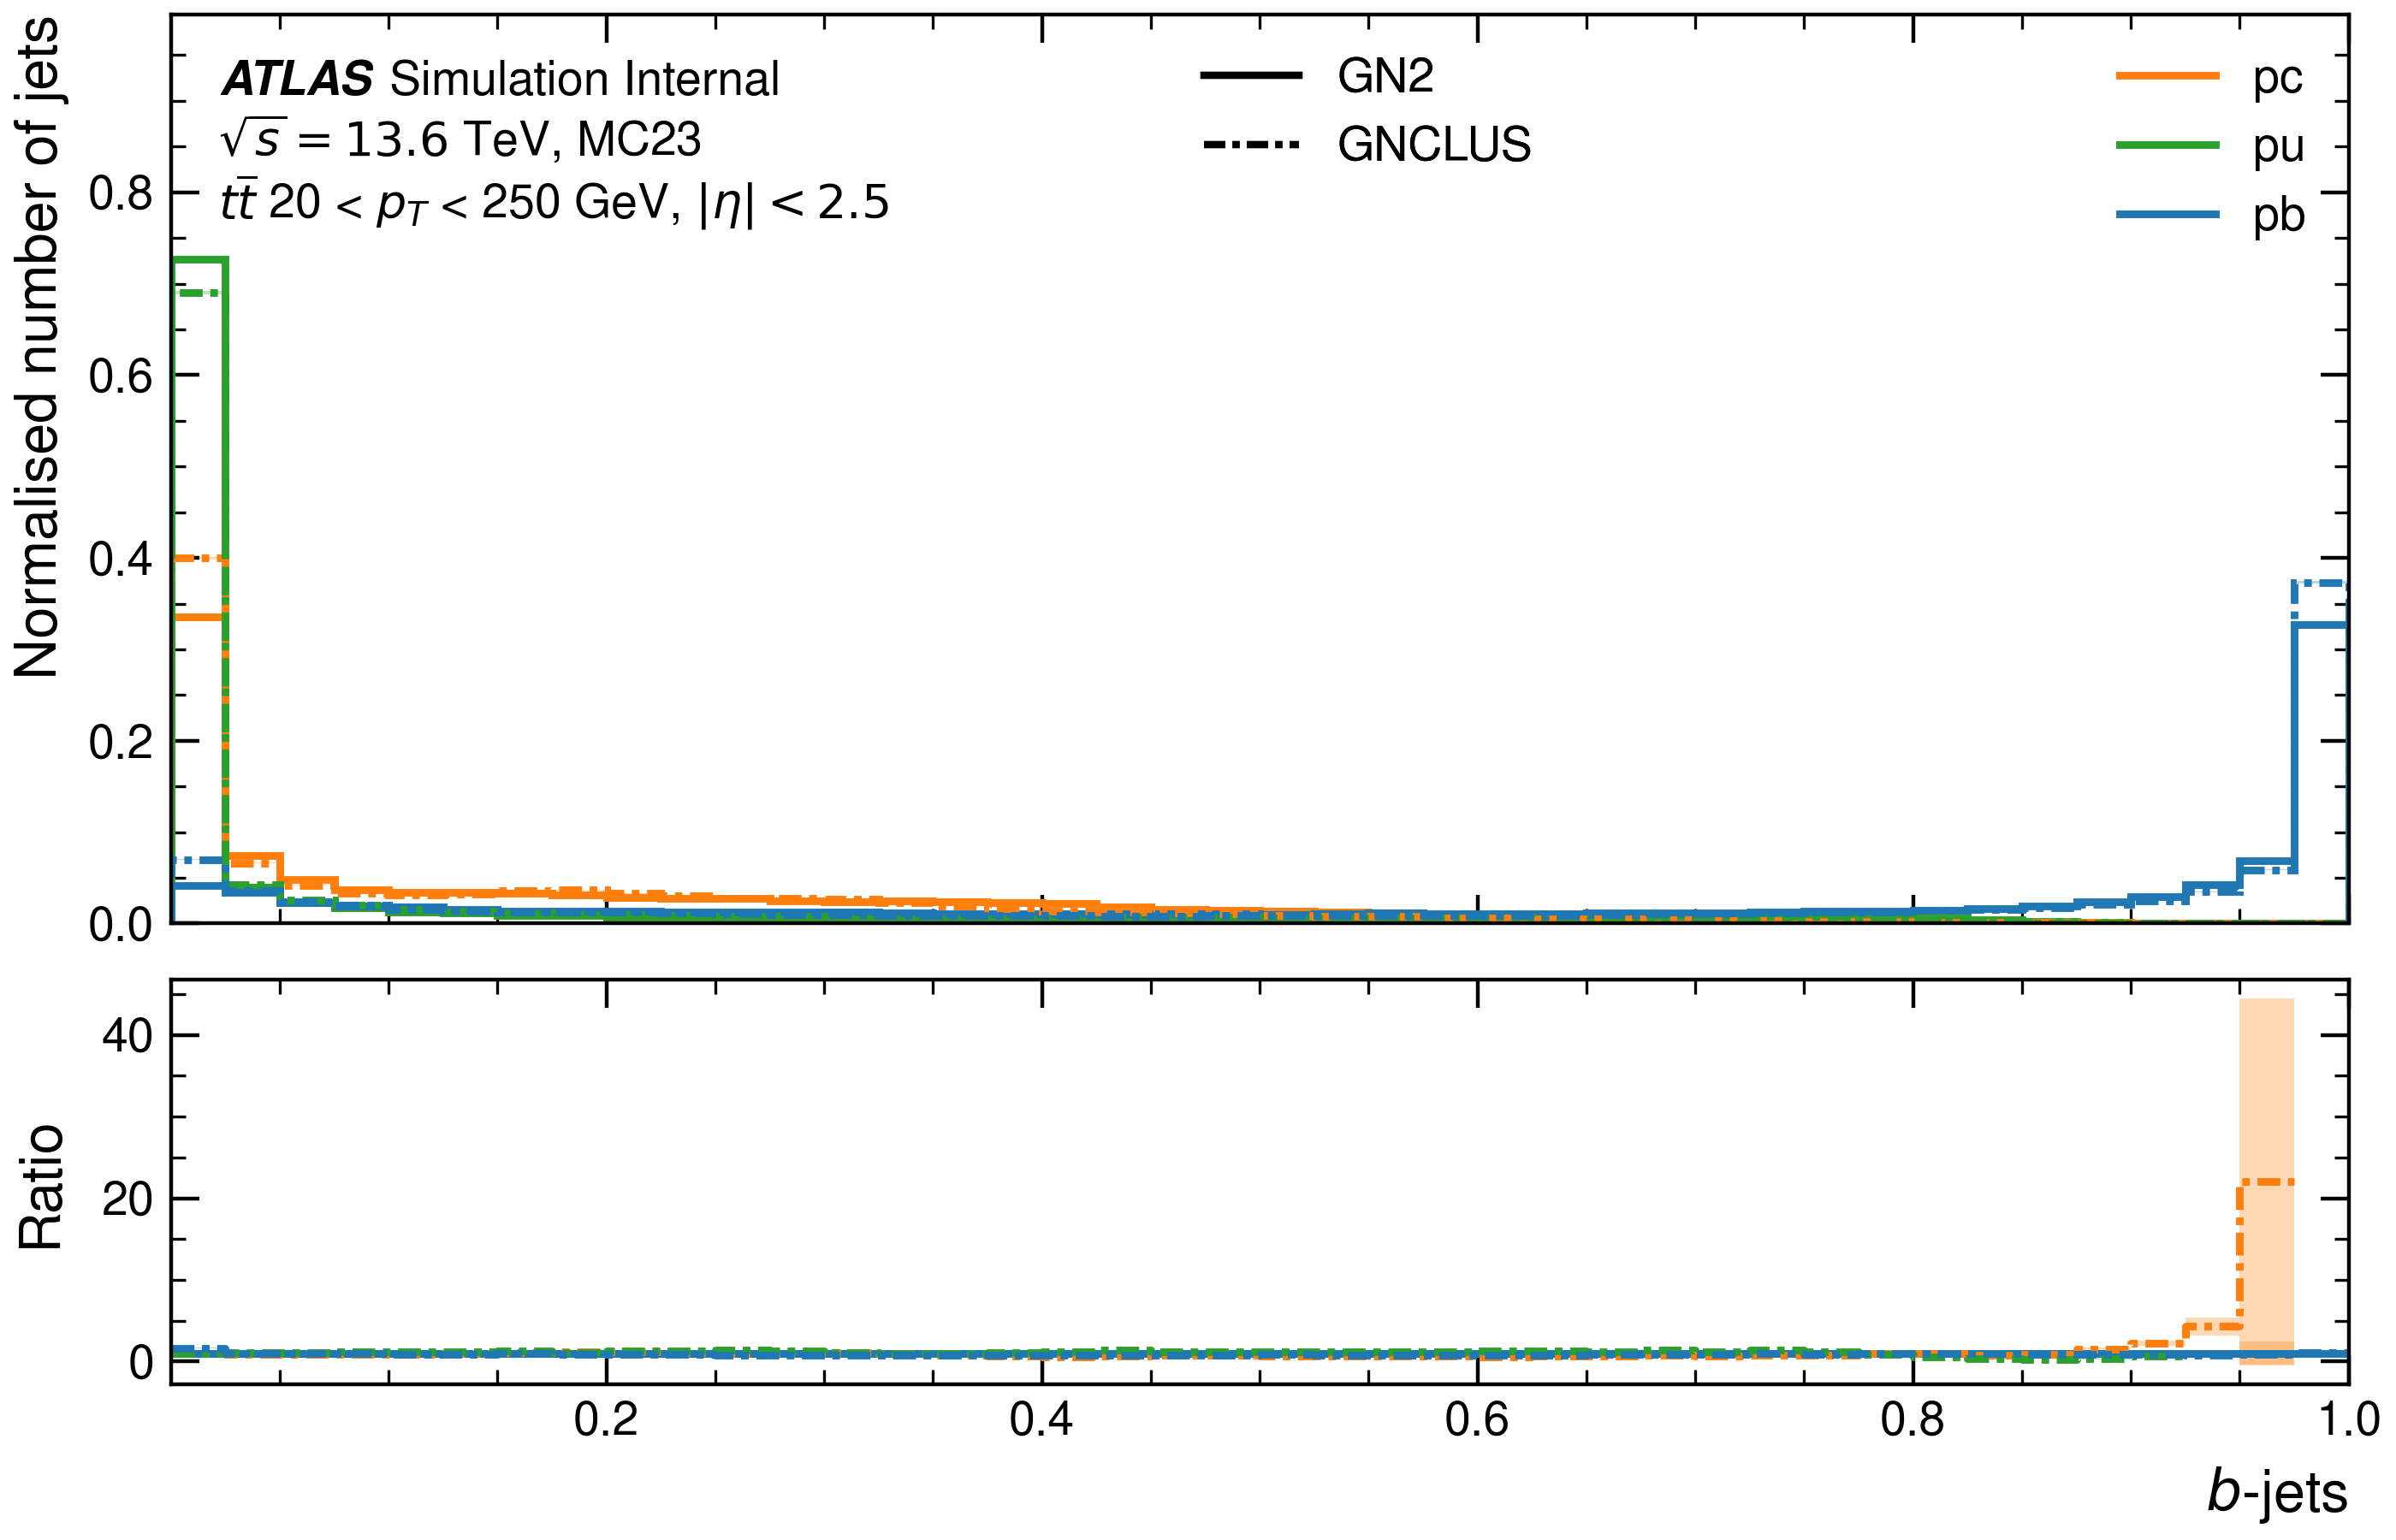 Normalised number of jets
ATLAS Simulation Internal
√s = 13.6 TeV, MC23
tt̄ 20 < p_T < 250 GeV, |η| < 2.5
GN2
GNCLUS
pc
pu
pb
0.8
0.6
0.4
0.2
0.0
Ratio
40
20
0
0.2 0.4 0.6 0.8 1.0
b-jets